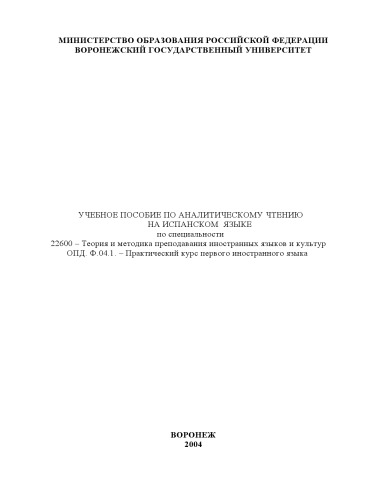 МИНИСТЕРСТВО ОБРАЗОВАНИЯ РОССИЙСКОЙ ФЕДЕРАЦИИ
ВОРОНЕЖСКИЙ ГОСУДАРСТВЕННЫЙ УНИВЕРСИТЕТ
УЧЕБНОЕ ПОСОБИЕ ПО АНАЛИТИЧЕСКОМУ ЧТЕНИЮ
НА ИСПАНСКОМ ЯЗЫКЕ
по специальности
22600 – Теория и методика преподавания иностранных языков и культур
ОПД. Ф.04.1. – Практический курс первого иностранного языка
ВОРОНЕЖ
2004